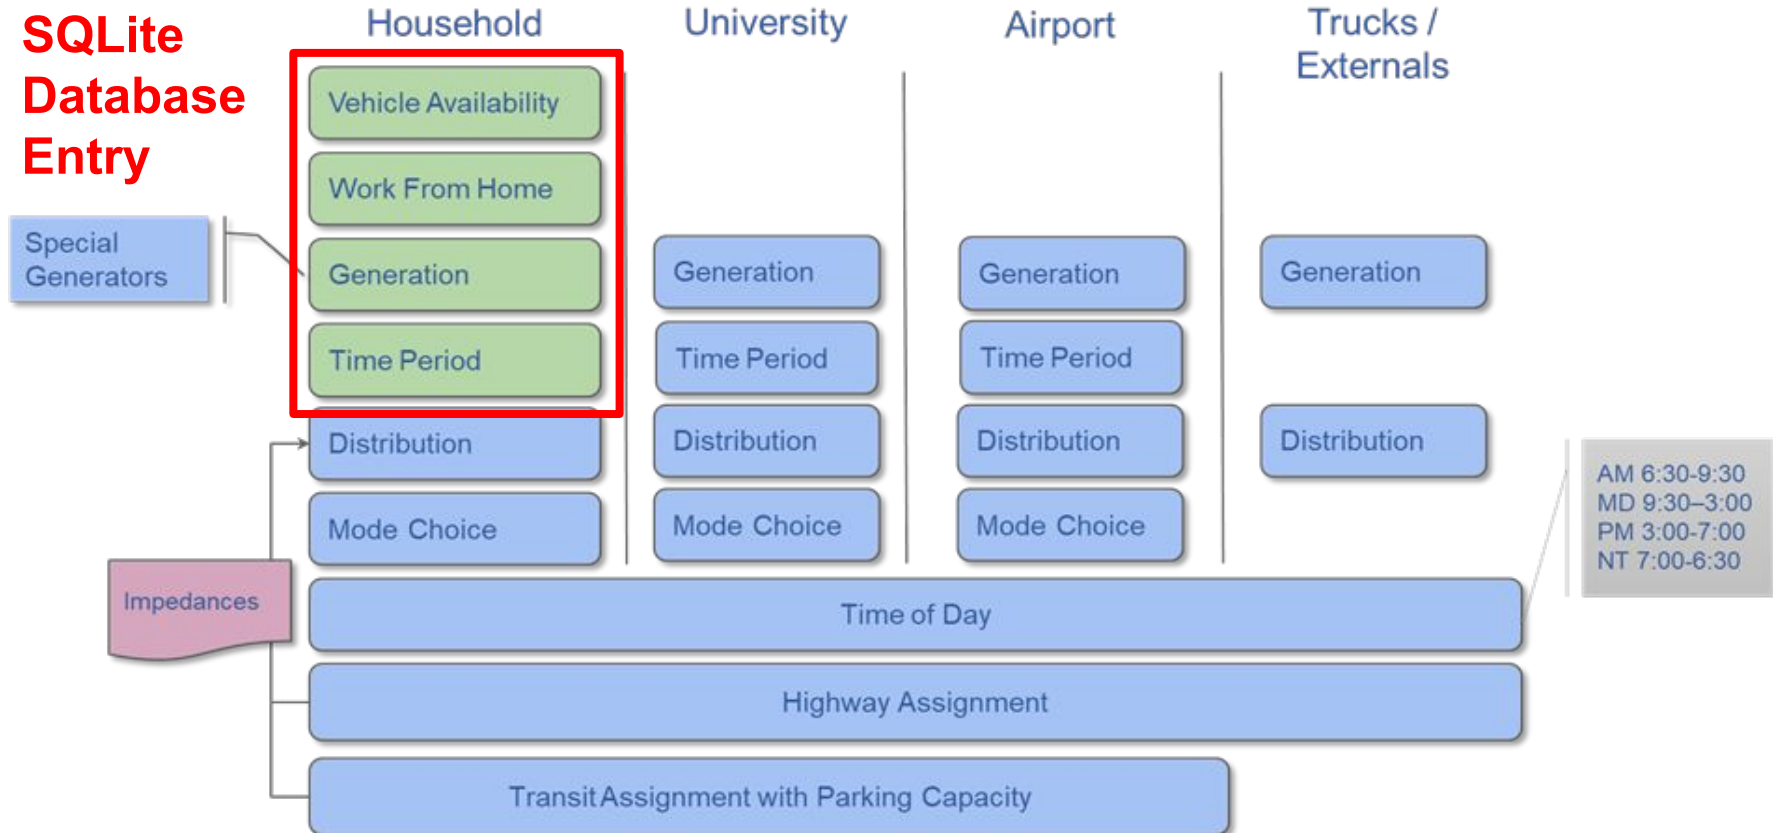 SQLite
Database
Entry
Household
University
Airport
Trucks /
Externals
Vehicle Availability
Work From Home
Special
Generators
Generation
Generation
Generation
Generation
Time Period
Time Period
Time Period
Distribution
Distribution
Distribution
Distribution
Mode Choice
Mode Choice
Mode Choice
AM 6:30-9:30
MD 9:30–3:00
PM 3:00-7:00
NT 7:00-6:30
Impedances
Time of Day
Highway Assignment
Transit Assignment with Parking Capacity